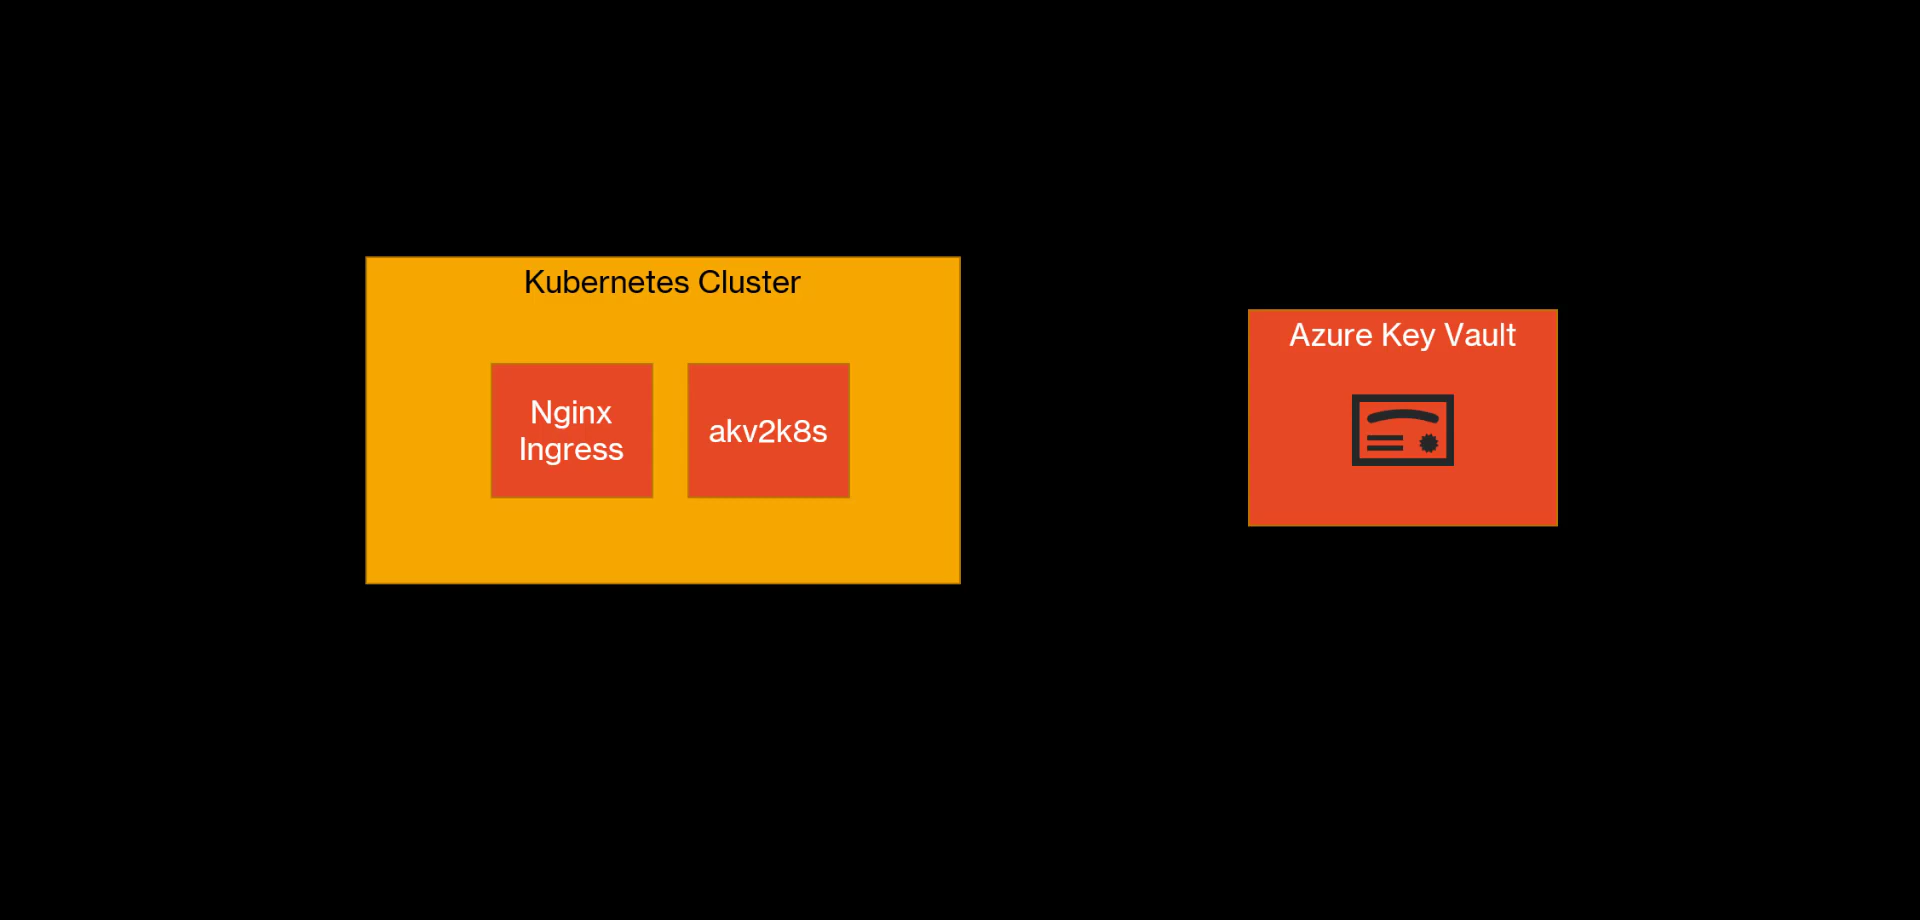 Kubernetes Cluster
Nginx
Ingress
akv2k8s
Azure Key Vault